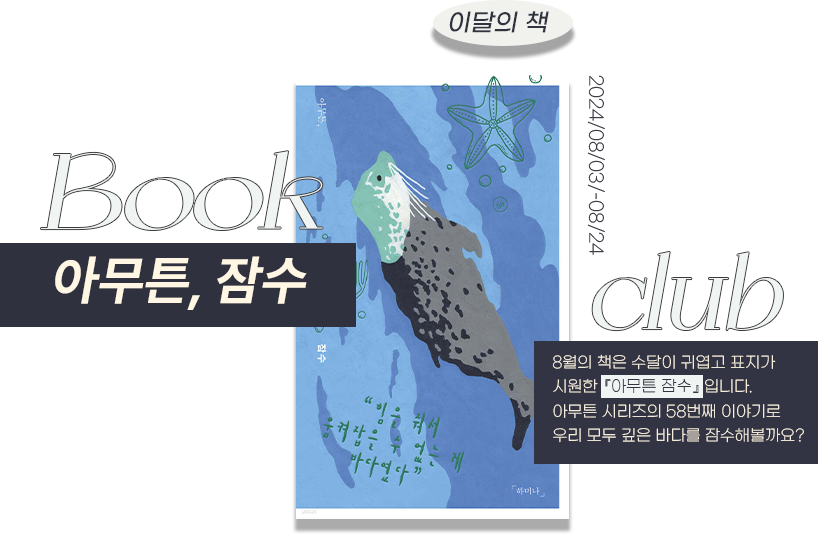 이달의 책
2024/08/03/-08/24
Book
아무튼, 잠수
club
아무튼,
잠수
8월의 책은 수달이 귀엽고 표지가
시원한 『아무튼 잠수』입니다.
아무튼 시리즈의 58번째 이야기로
우리 모두 깊은 바다를 잠수해볼까요?
"힘을 줘서
움켜잡을 수 없는 게
바다였다"
「하미나」